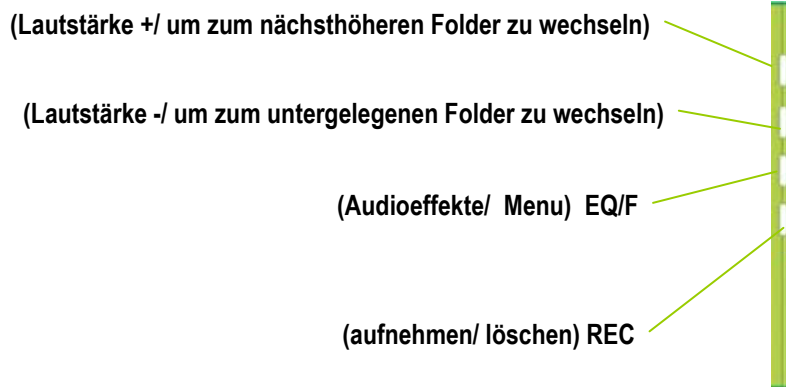 (Lautstärke +/ um zum nächsthöheren Folder zu wechseln)
(Lautstärke -/ um zum untergelegenen Folder zu wechseln)
(Audioeffekte/ Menu) EQ/F
(aufnehmen/ löschen) REC